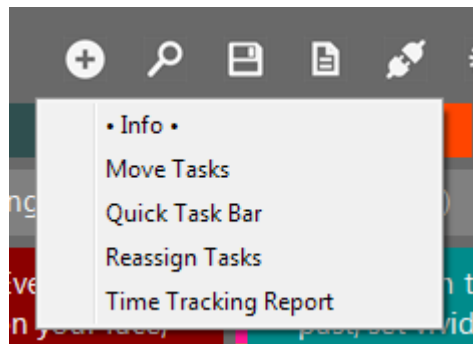 • Info •
Move Tasks
Quick Task Bar
Reassign Tasks
Time Tracking Report